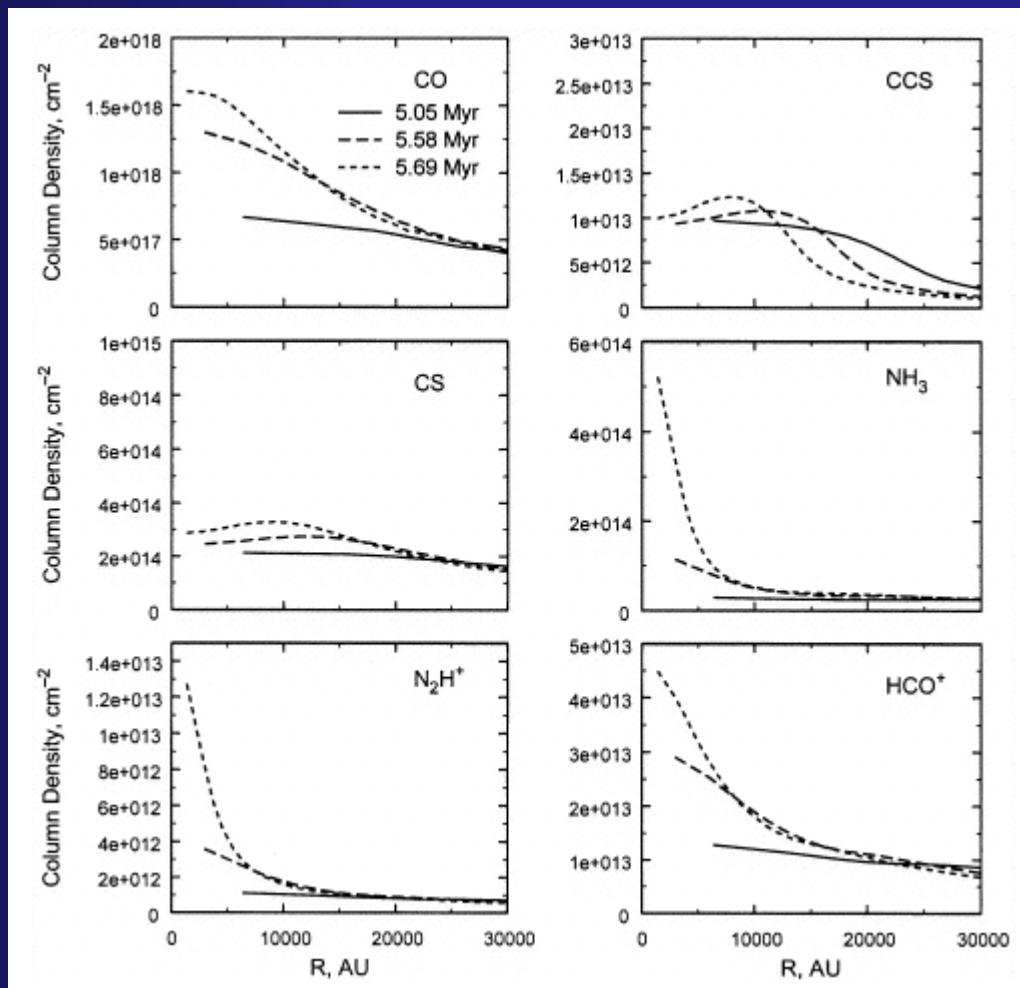 2e+018
1.5e+018
1e+018
5e+017
0
Column Density, cm−2
CO
5.05 Myr
5.58 Myr
5.69 Myr
3e+013
2.5e+013
2e+013
1.5e+013
1e+013
5e+012
0
CCS
1e+015
8e+014
6e+014
4e+014
2e+014
0
Column Density, cm−2
CS
6e+014
4e+014
2e+014
0
NH3
1.4e+013
1.2e+013
1e+013
8e+012
6e+012
4e+012
2e+012
0
Column Density, cm−2
N2H+
0 10000 20000 30000
R, AU
5e+013
4e+013
3e+013
2e+013
1e+013
0
HCO+
0 10000 20000 30000
R, AU